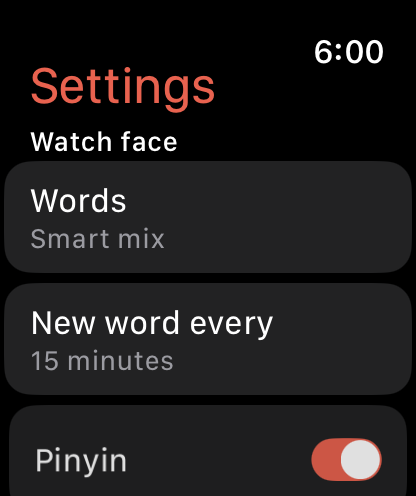 6:00
Settings
Watch face
Words
Smart mix
New word every
15 minutes
Pinyin